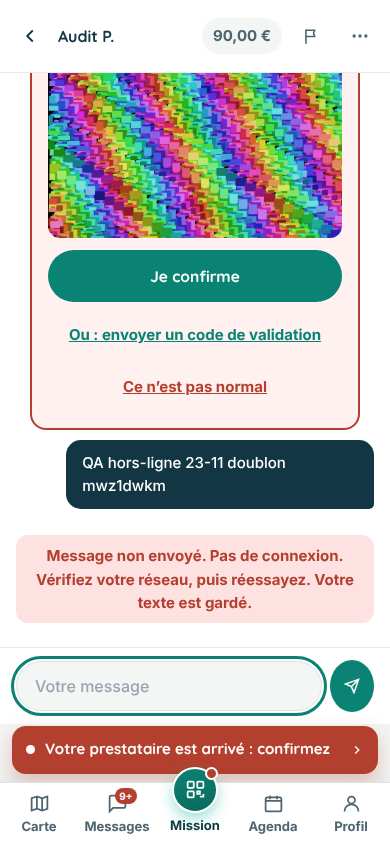 Audit P.
90,00 €
Je confirme
Ou : envoyer un code de validation
Ce n’est pas normal
QA hors-ligne 23-11 doublon
mwz1dwkm
Message non envoyé. Pas de connexion.
Vérifiez votre réseau, puis réessayez. Votre
texte est gardé.
Votre message
Votre prestataire est arrivé : confirmez
9+
Carte
Messages
Mission
Agenda
Profil